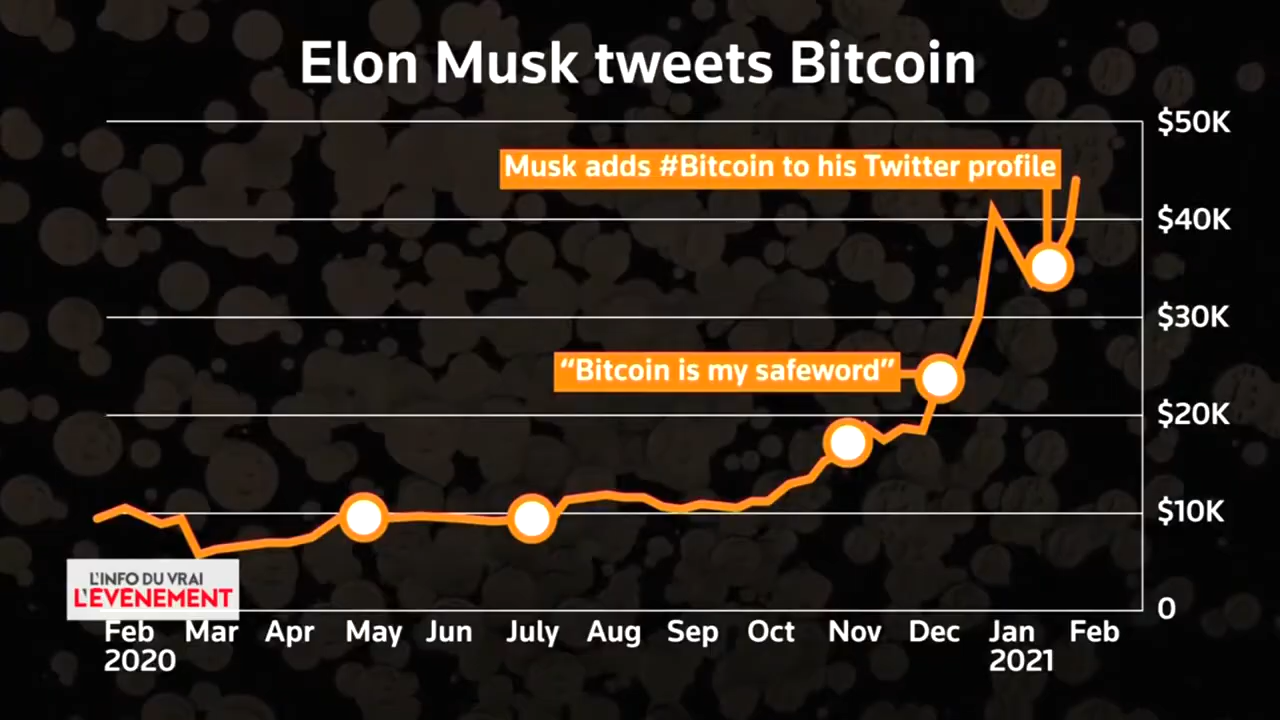 Elon Musk tweets Bitcoin
$50K
Musk adds #Bitcoin to his Twitter profile
$40K
$30K
“Bitcoin is my safeword”
$20K
$10K
L'INFO DU VRAI
L'ÉVÉNEMENT
0
Feb Mar Apr May Jun July Aug Sep Oct Nov Dec Jan Feb
2020 2021